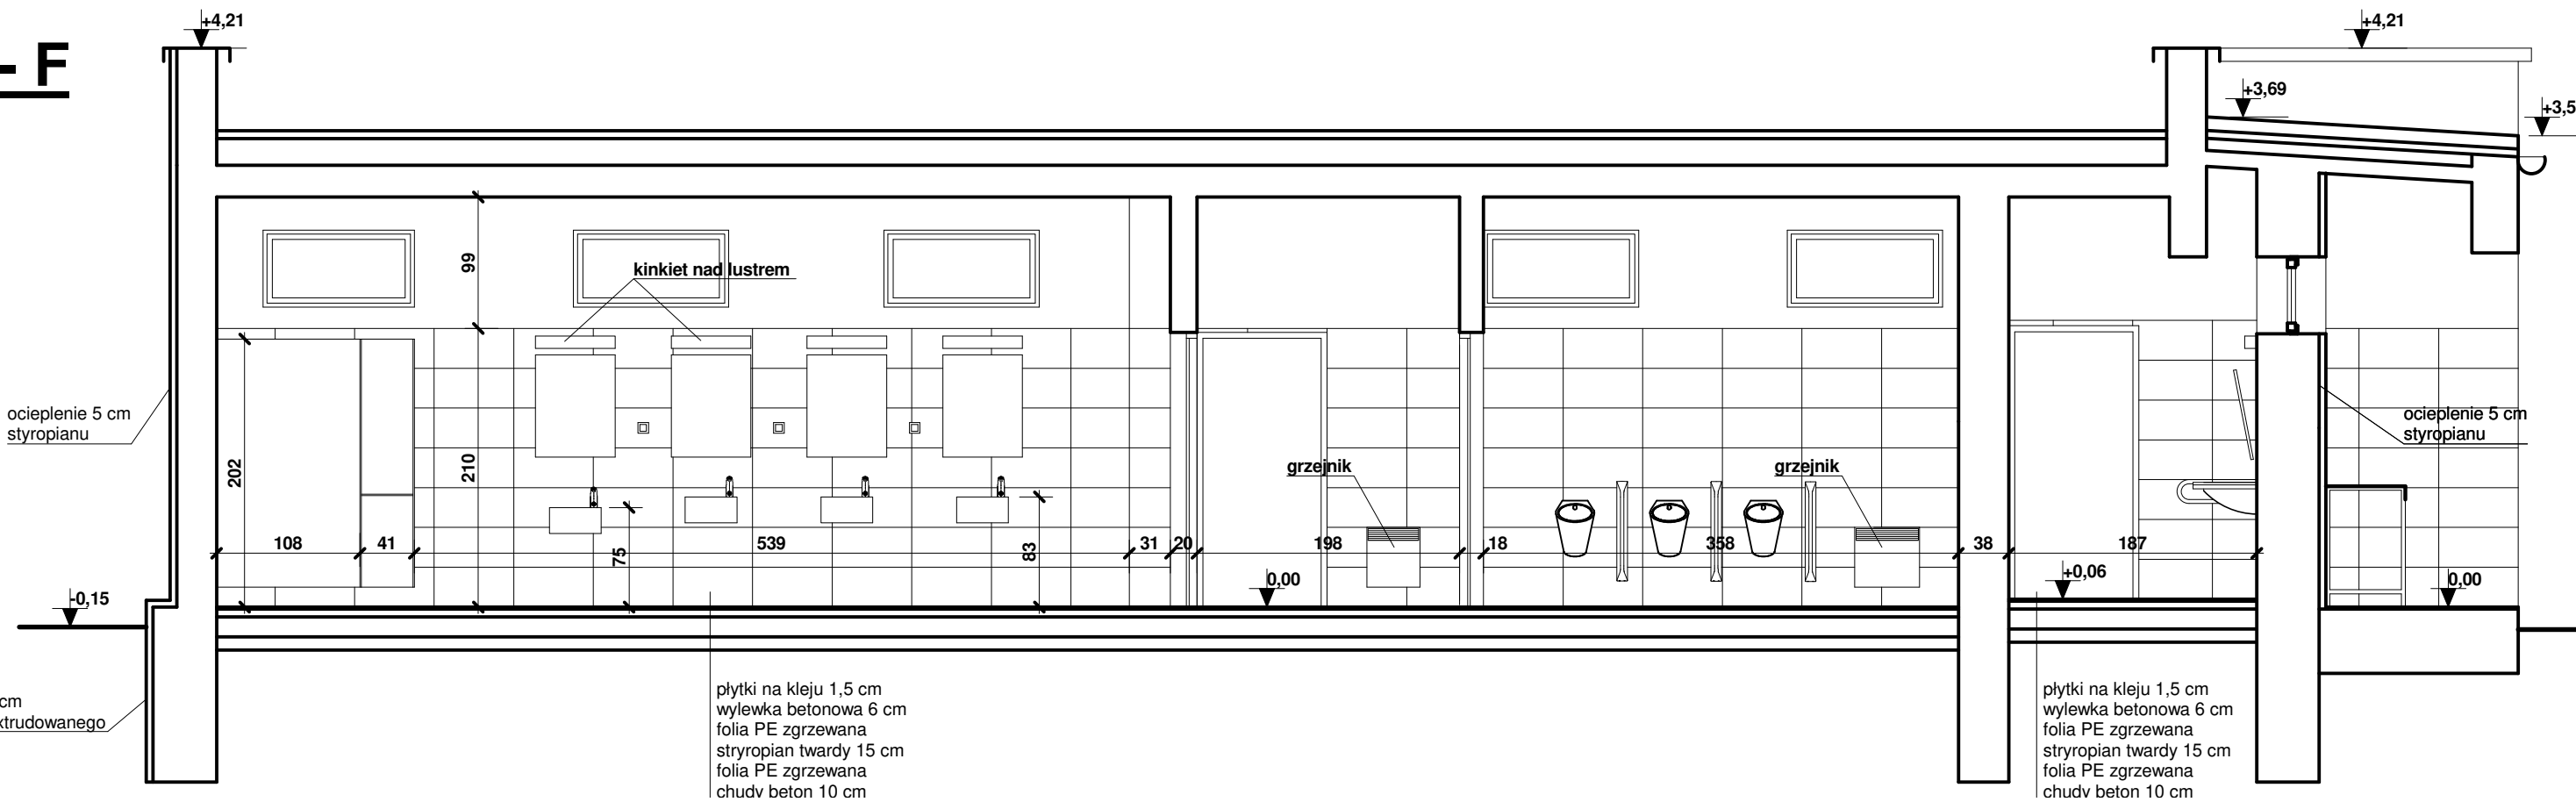 - F
+4,21
+4,21
+3,69
+3,5
99
kinkiet nad lustrem
ocieplenie 5 cm
styropianu
ocieplenie 5 cm
styropianu
202
210
grzejnik
grzejnik
108
41
75
539
83
31
20
198
18
358
38
187
-0,15
0,00
+0,06
0,00
cm
xtrudowanego
płytki na kleju 1,5 cm
wylewka betonowa 6 cm
folia PE zgrzewana
stryropian twardy 15 cm
folia PE zgrzewana
chudy beton 10 cm
płytki na kleju 1,5 cm
wylewka betonowa 6 cm
folia PE zgrzewana
stryropian twardy 15 cm
folia PE zgrzewana
chudy beton 10 cm